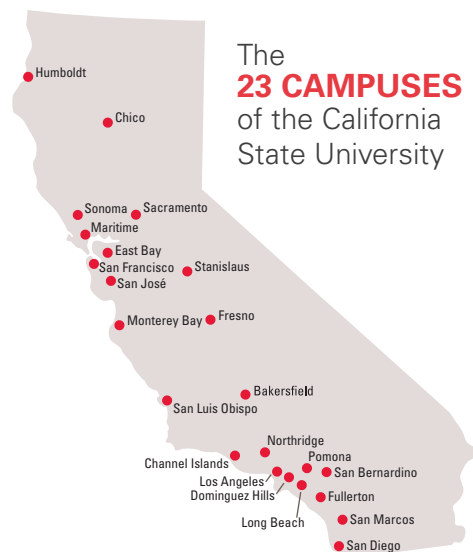 The
23 CAMPUSES
of the California
State University
Humboldt
Chico
Sonoma
Sacramento
Maritime
East Bay
San Francisco
Stanislaus
San José
Monterey Bay
Fresno
Bakersfield
San Luis Obispo
Northridge
Channel Islands
Pomona
San Bernardino
Los Angeles
Dominguez Hills
Fullerton
Long Beach
San Marcos
San Diego